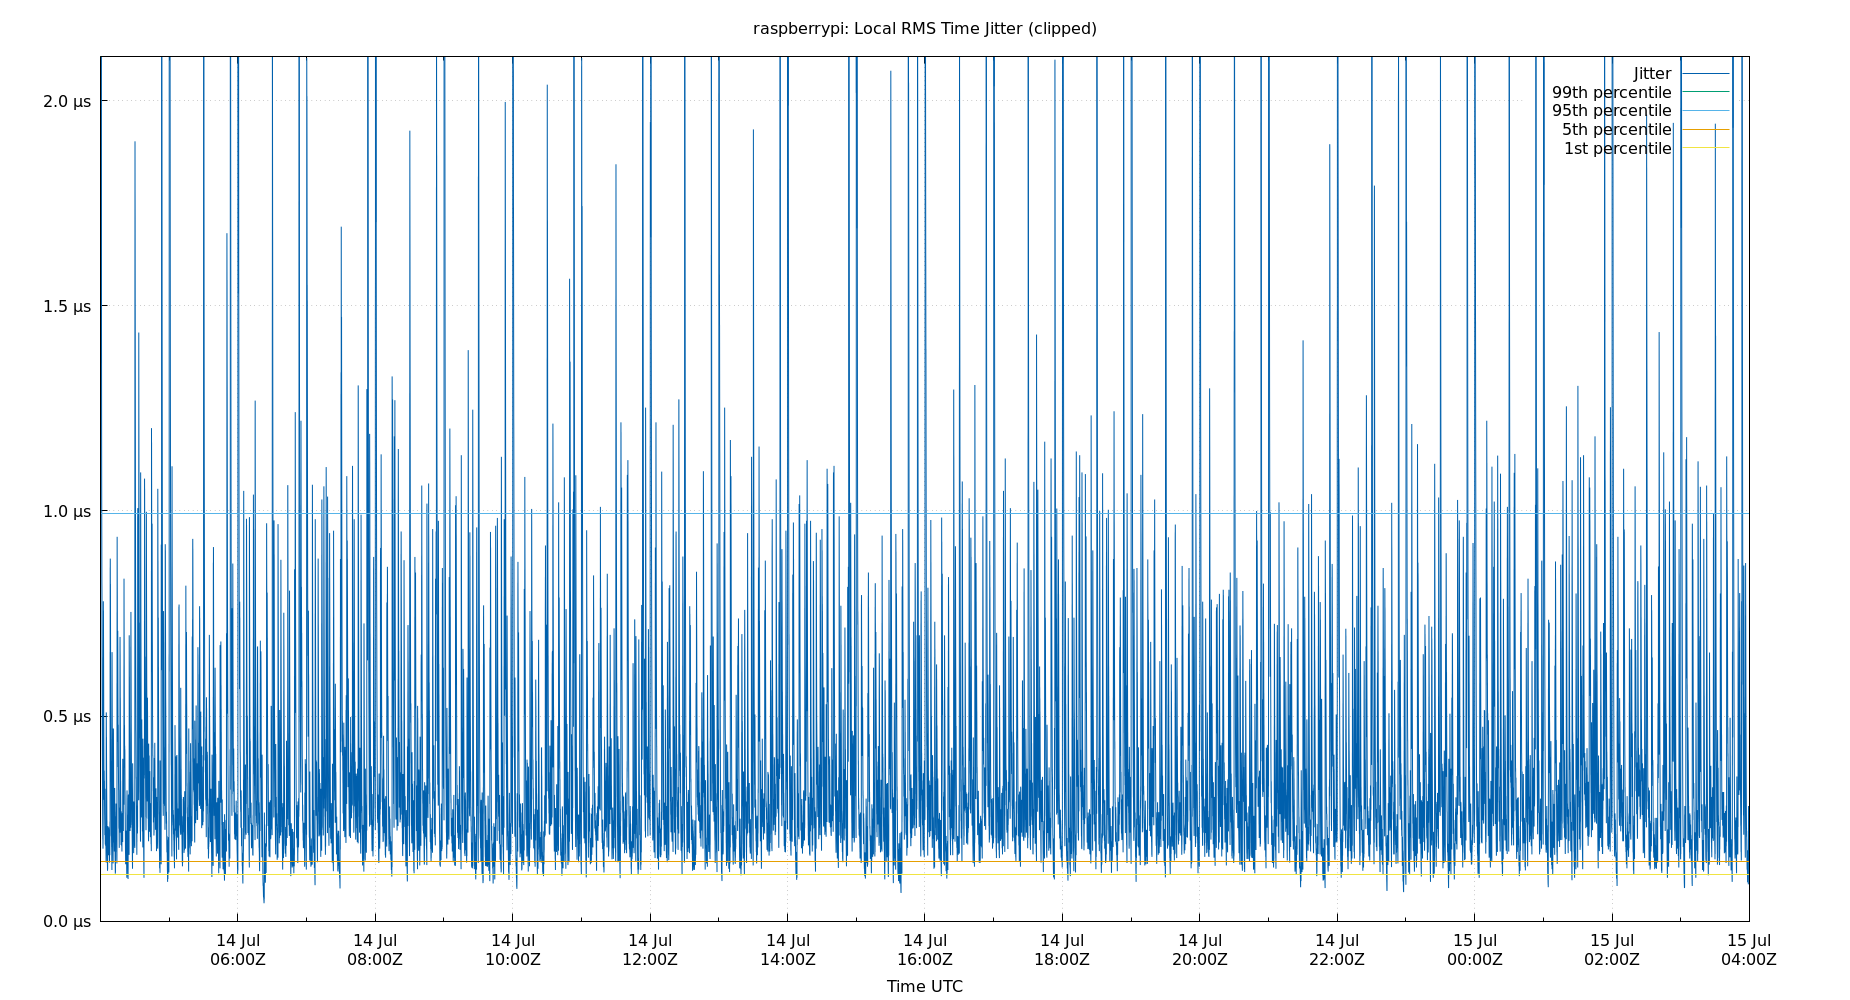 raspberrypi: Local RMS Time Jitter (clipped)
Jitter
99th percentile
95th percentile
5th percentile
1st percentile
2.0 µs
1.5 µs
1.0 µs
0.5 µs
0.0 µs
14 Jul 14 Jul 14 Jul 14 Jul 14 Jul 14 Jul 14 Jul 14 Jul 14 Jul 15 Jul 15 Jul 15 Jul
06:00Z 08:00Z 10:00Z 12:00Z 14:00Z 16:00Z 18:00Z 20:00Z 22:00Z 00:00Z 02:00Z 04:00Z
Time UTC